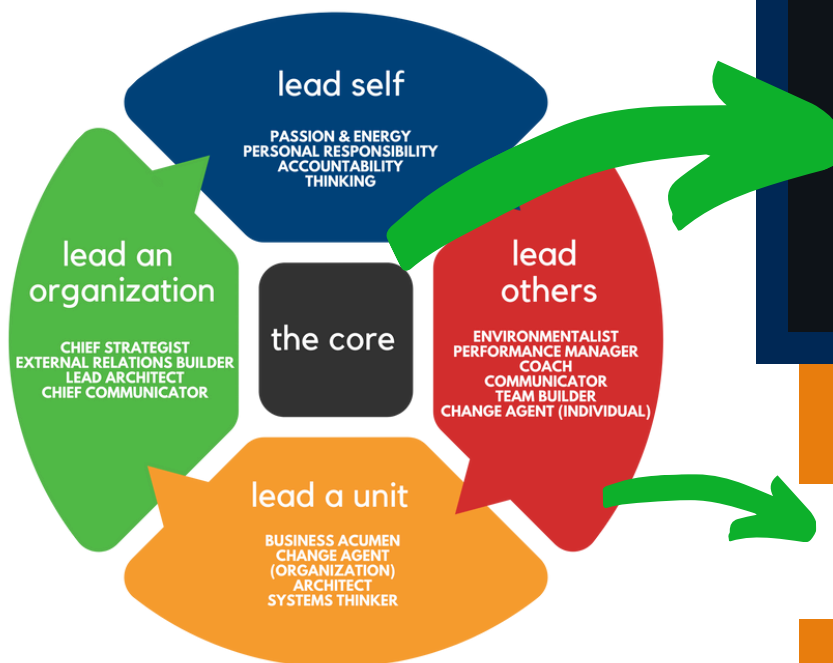 lead self
PASSION & ENERGY
PERSONAL RESPONSIBILITY
ACCOUNTABILITY
THINKING
lead an
organization
CHIEF STRATEGIST
EXTERNAL RELATIONS BUILDER
LEAD ARCHITECT
CHIEF COMMUNICATOR
the core
lead
others
ENVIRONMENTALIST
PERFORMANCE MANAGER
COACH
COMMUNICATOR
TEAM BUILDER
CHANGE AGENT (INDIVIDUAL)
lead a unit
BUSINESS ACUMEN
CHANGE AGENT
(ORGANIZATION)
ARCHITECT
SYSTEMS THINKER